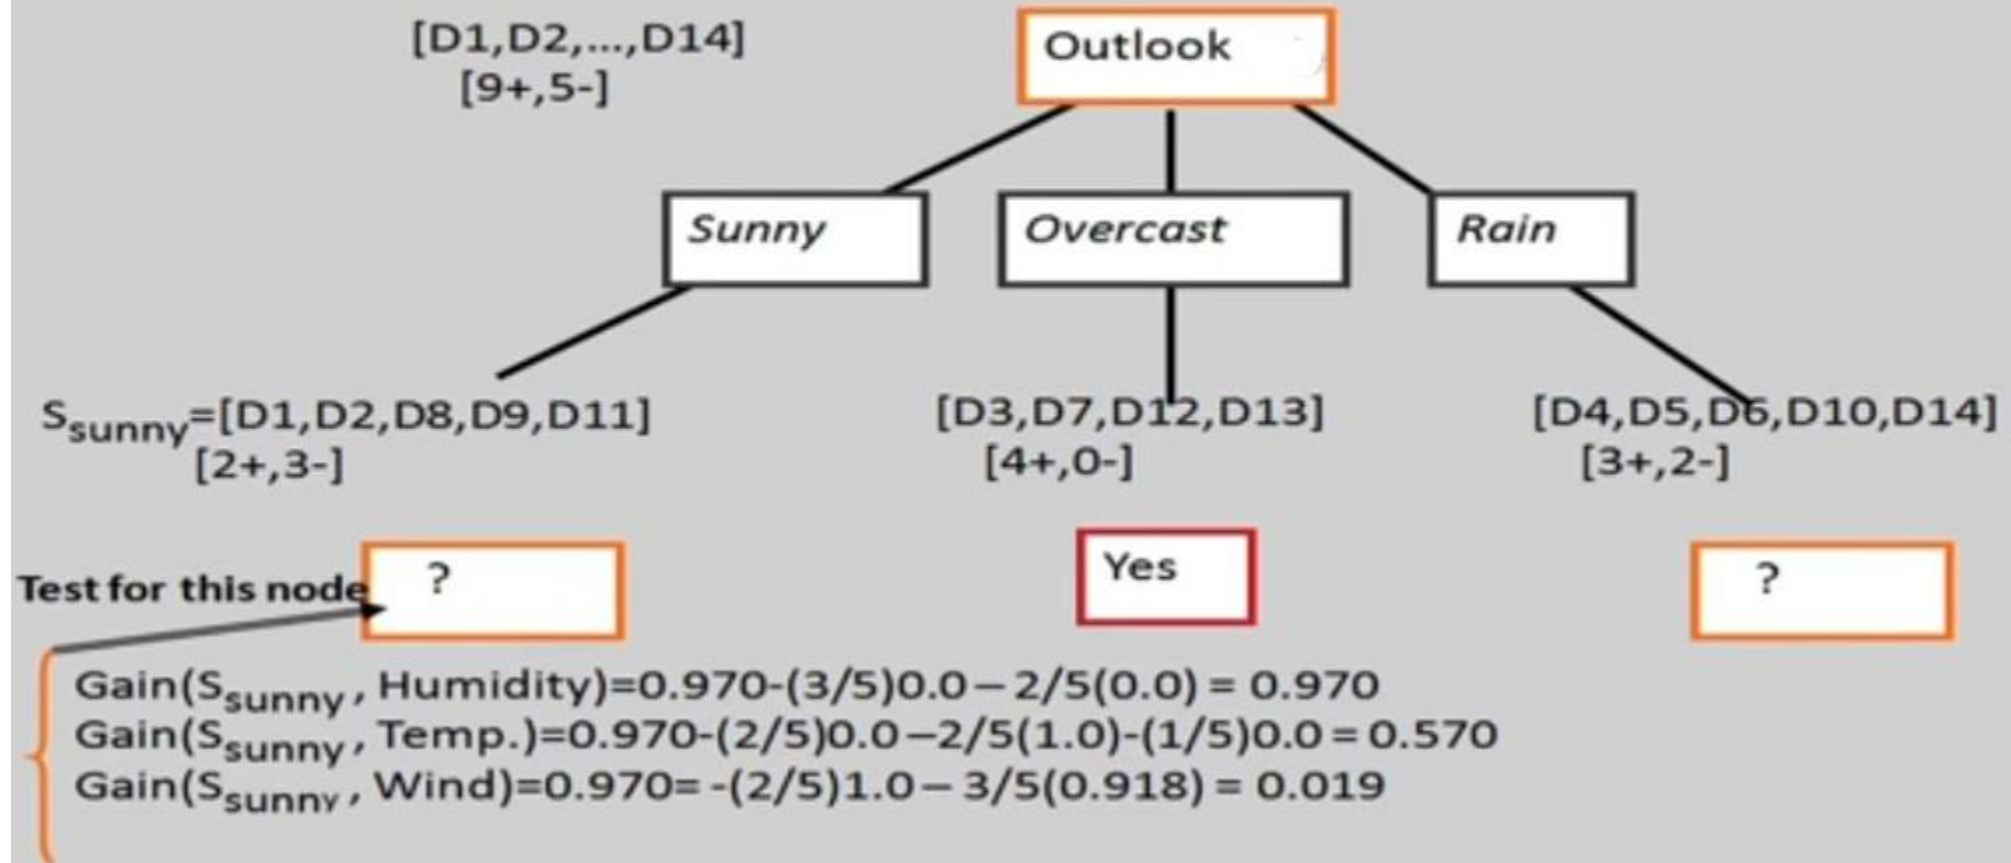 [D1,D2,...,D14]
[9+,5-]
Outlook
Sunny
Overcast
Rain
Ssunny=[D1,D2,D8,D9,D11]
[2+,3-]
[D3,D7,D12,D13]
[4+,0-]
[D4,D5,D6,D10,D14]
[3+,2-]
Test for this node
?
Yes
?
Gain(Ssunny, Humidity)=0.970-(3/5)0.0–2/5(0.0) = 0.970
Gain(Ssunny, Temp.)=0.970-(2/5)0.0–2/5(1.0)-(1/5)0.0 = 0.570
Gain(Ssunny, Wind)=0.970= -(2/5)1.0–3/5(0.918) = 0.019